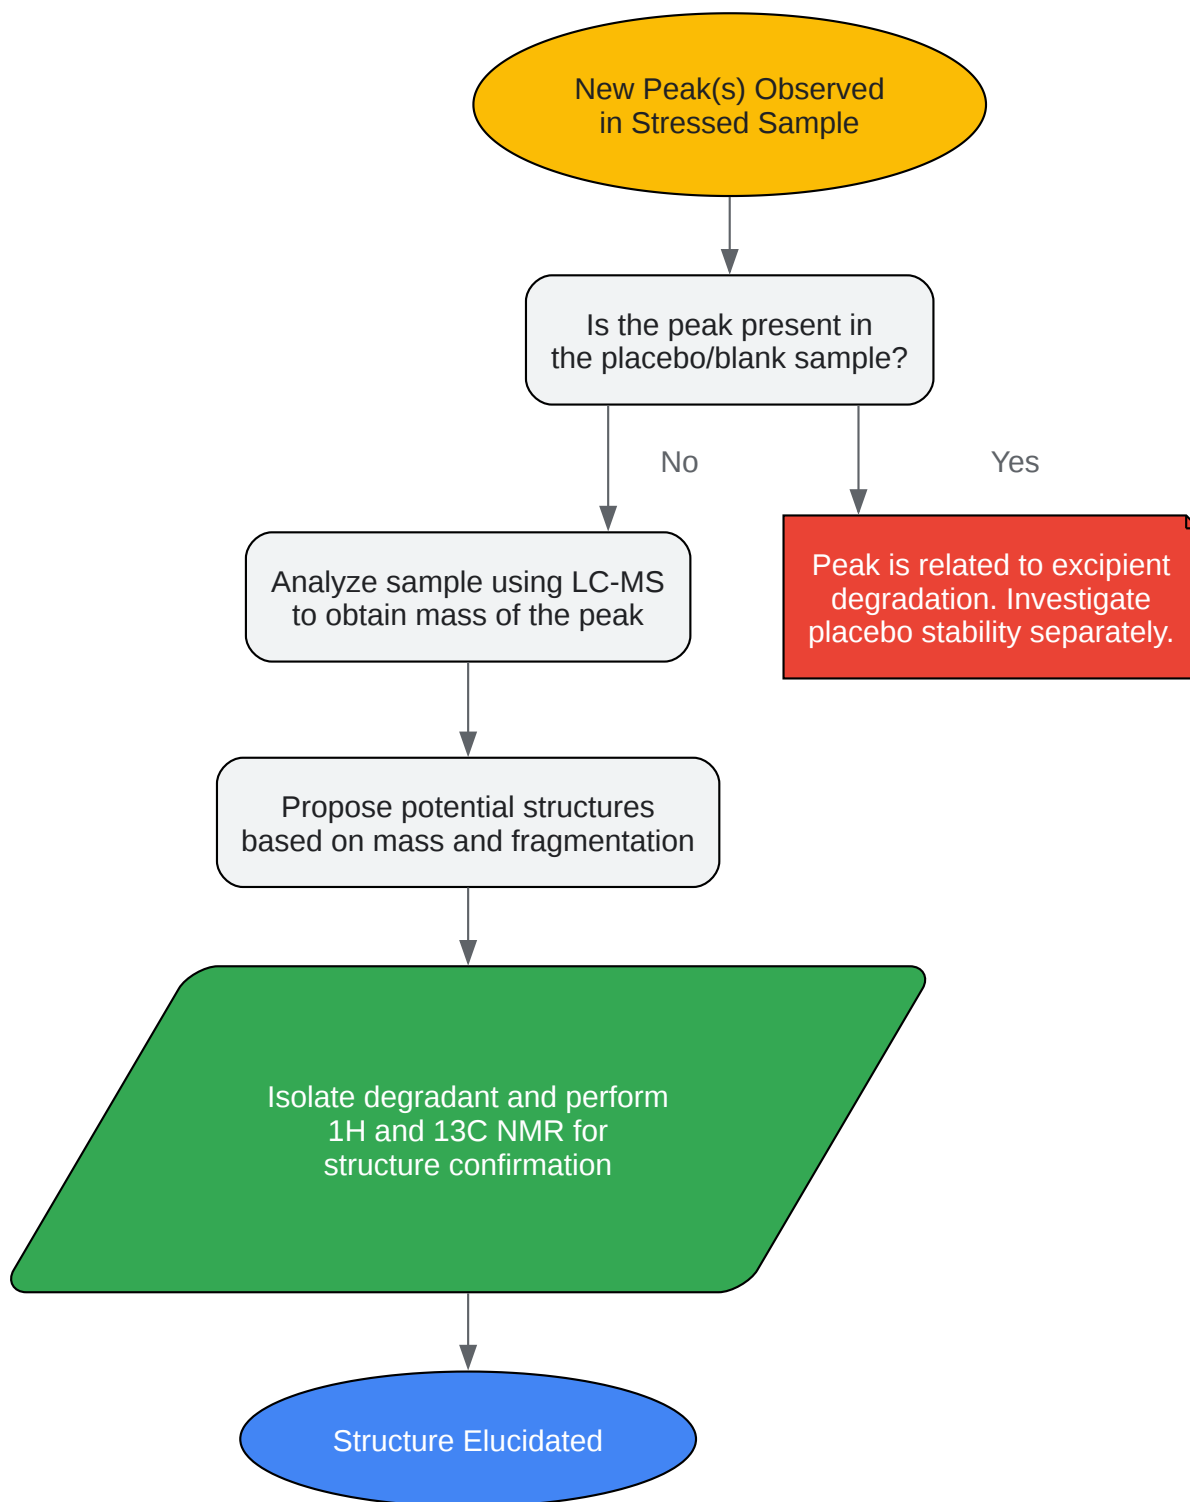 New Peak(s) Observed
in Stressed Sample
Is the peak present in
the placebo/blank sample?
No
Yes
Analyze sample using LC-MS
to obtain mass of the peak
Peak is related to excipient
degradation. Investigate
placebo stability separately.
Propose potential structures
based on mass and fragmentation
Isolate degradant and perform
1H and 13C NMR for
structure confirmation
Structure Elucidated